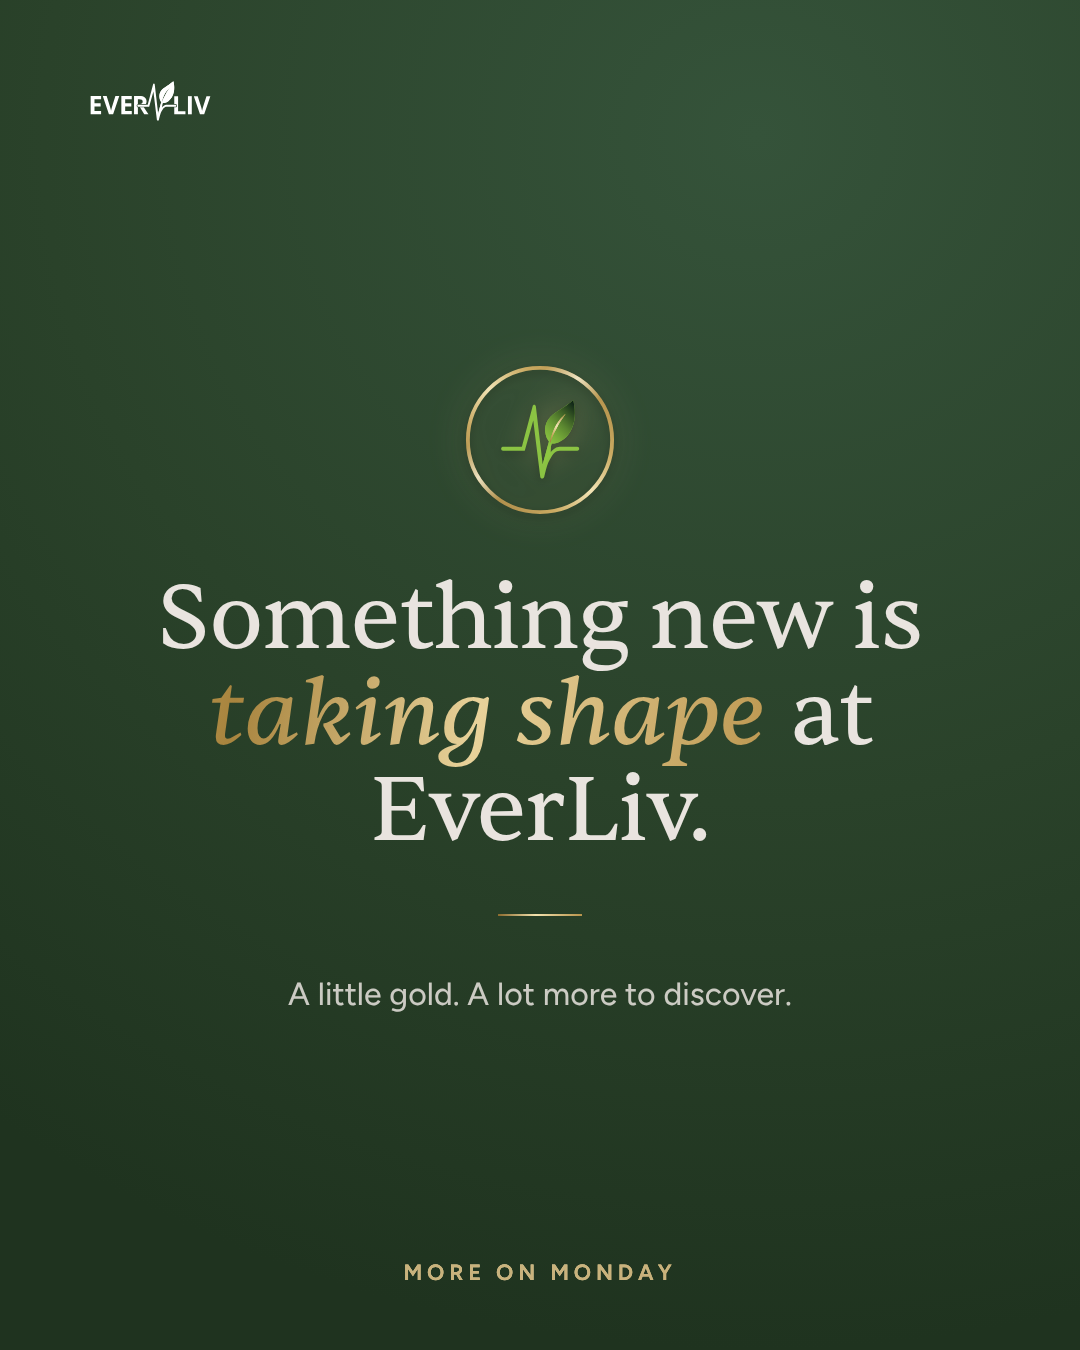 EVERLIV
Something new is
taking shape at
EverLiv.
A little gold. A lot more to discover.
MORE ON MONDAY